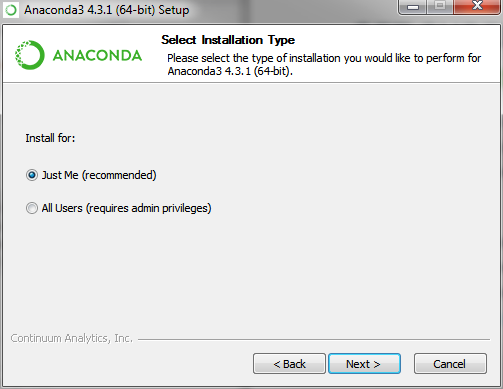 Anaconda3 4.3.1 (64-bit) Setup
ANACONDA
Select Installation Type
Please select the type of installation you would like to perform for
Anaconda3 4.3.1 (64-bit).
Install for:
Just Me (recommended)
All Users (requires admin privileges)
Continuum Analytics, Inc.
< Back
Next >
Cancel